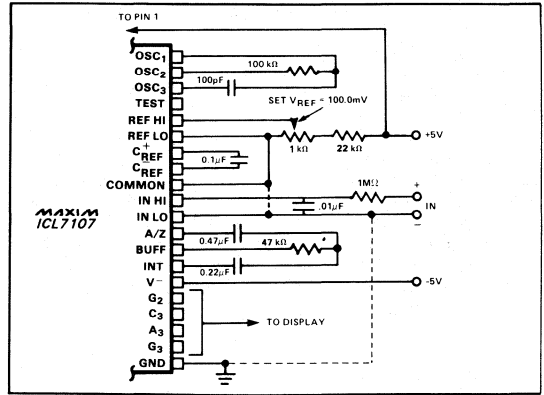 TO PIN 1
OSC1
OSC2
OSC3
TEST
REF HI
REF LO
C+REF
C−REF
COMMON
IN HI
IN LO
A/Z
BUFF
INT
V−
G2
C3
A3
G3
GND
MAXIM
ICL7107
100 kΩ
100pF
SET VREF = 100.0mV
1 kΩ
22 kΩ
+5V
0.1μF
1MΩ
+
IN
−
.01μF
0.47μF
47 kΩ
*
0.22μF
-5V
TO DISPLAY